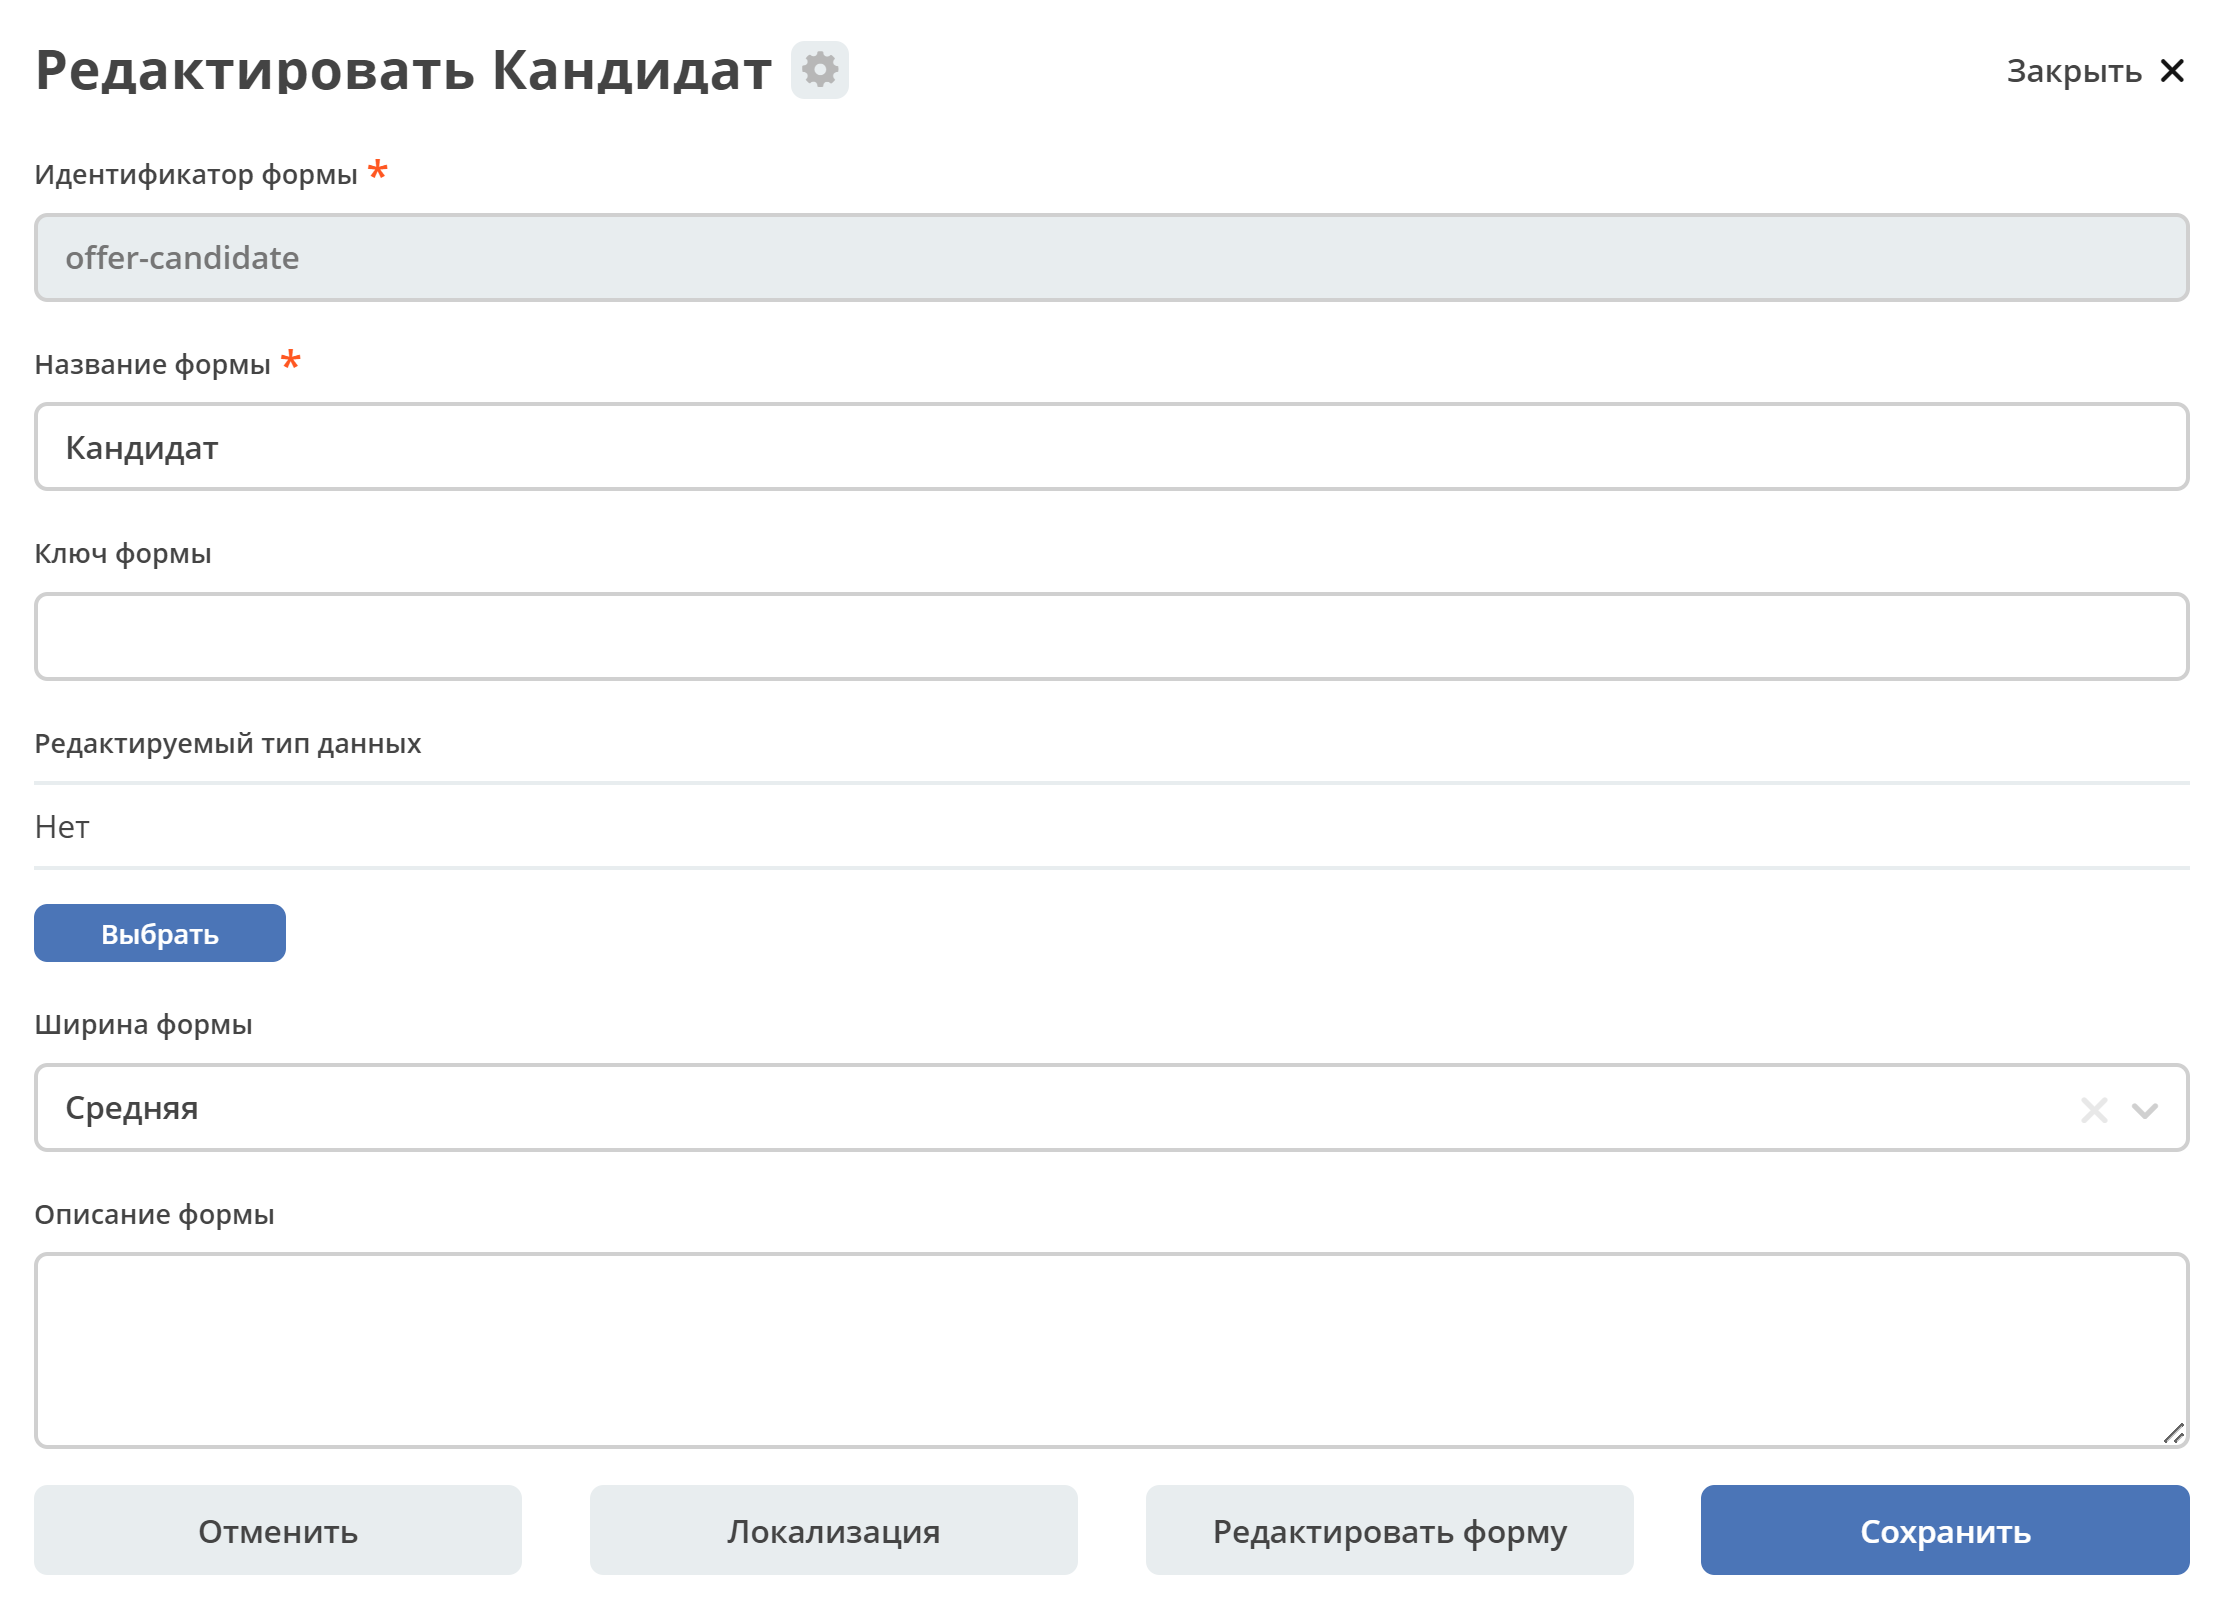 Редактировать Кандидат
Закрыть
Идентификатор формы *
offer-candidate
Название формы *
Кандидат
Ключ формы
Редактируемый тип данных
Нет
Выбрать
Ширина формы
Средняя
Описание формы
Отменить
Локализация
Редактировать форму
Сохранить